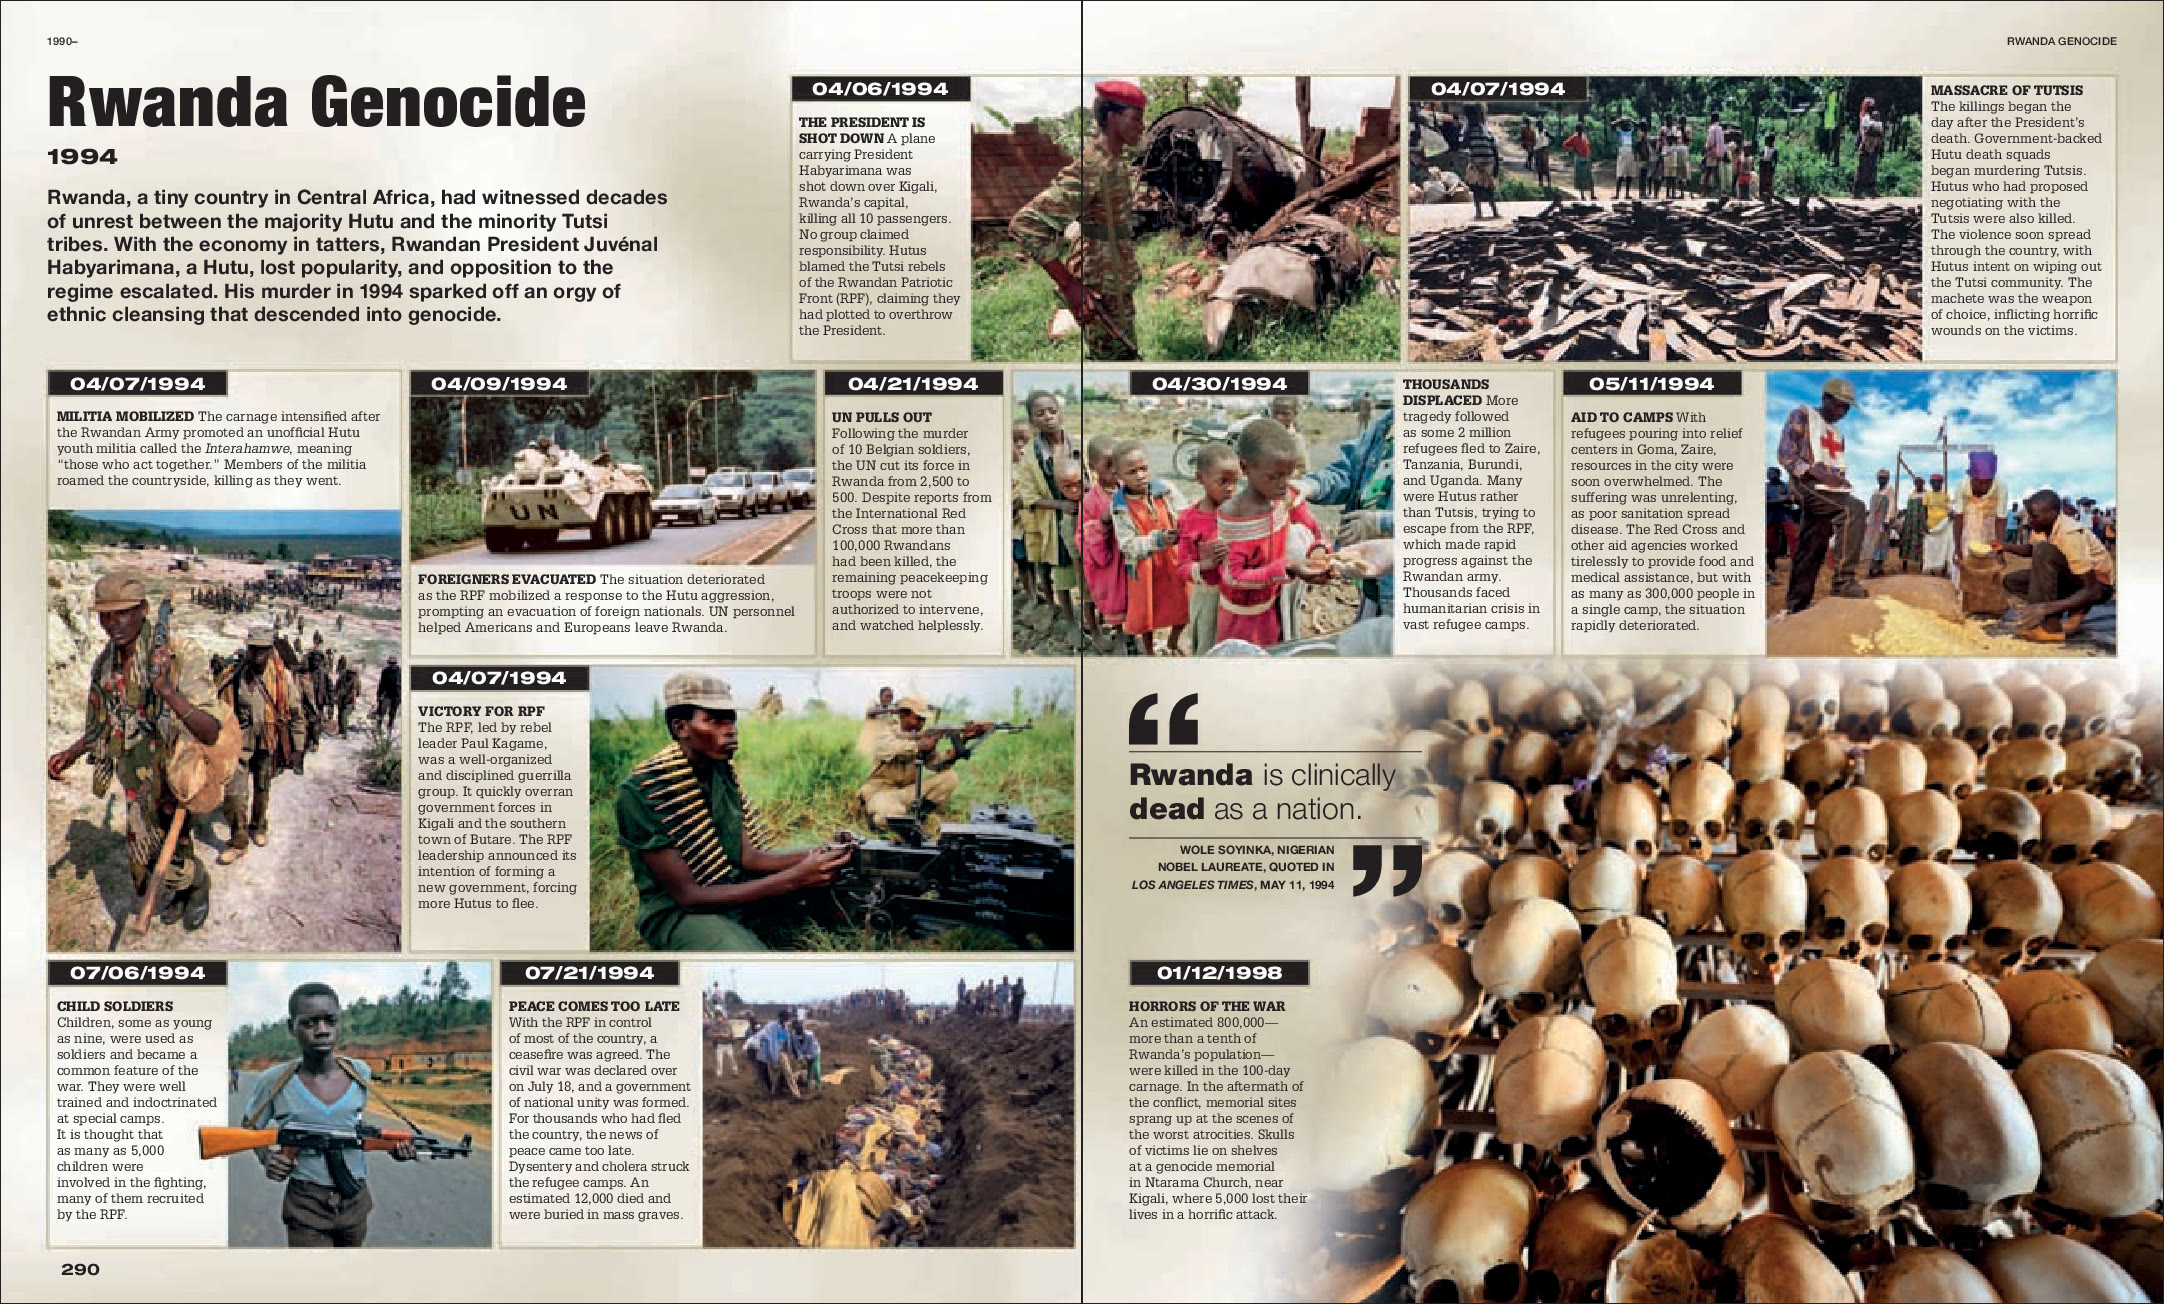 1990–
RWANDA GENOCIDE
Rwanda Genocide
1994
Rwanda, a tiny country in Central Africa, had witnessed decades
of unrest between the majority Hutu and the minority Tutsi
tribes. With the economy in tatters, Rwandan President Juvénal
Habyarimana, a Hutu, lost popularity, and opposition to the
regime escalated. His murder in 1994 sparked off an orgy of
ethnic cleansing that descended into genocide.
04/06/1994
THE PRESIDENT IS
SHOT DOWN A plane
carrying President
Habyarimana was
shot down over Kigali,
Rwanda's capital,
killing all 10 passengers.
No group claimed
responsibility. Hutus
blamed the Tutsi rebels
of the Rwandan Patriotic
Front (RPF), claiming they
had plotted to overthrow
the President.
04/07/1994
MASSACRE OF TUTSIS
The killings began the
day after the President's
death. Government-backed
Hutu death squads
began murdering Tutsis.
Hutus who had proposed
negotiating with the
Tutsis were also killed.
The violence soon spread
through the country, with
Hutus intent on wiping out
the Tutsi community. The
machete was the weapon
of choice, inflicting horrific
wounds on the victims.
04/07/1994
MILITIA MOBILIZED The carnage intensified after
the Rwandan Army promoted an unofficial Hutu
youth militia called the Interahamwe, meaning
“those who act together.” Members of the militia
roamed the countryside, killing as they went.
04/09/1994
UN
FOREIGNERS EVACUATED The situation deteriorated
as the RPF mobilized a response to the Hutu aggression,
prompting an evacuation of foreign nationals. UN personnel
helped Americans and Europeans leave Rwanda.
04/21/1994
UN PULLS OUT
Following the murder
of 10 Belgian soldiers,
the UN cut its force in
Rwanda from 2,500 to
500. Despite reports from
the International Red
Cross that more than
100,000 Rwandans
had been killed, the
remaining peacekeeping
troops were not
authorized to intervene,
and watched helplessly.
04/30/1994
THOUSANDS
DISPLACED More
tragedy followed
as some 2 million
refugees fled to Zaire,
Tanzania, Burundi,
and Uganda. Many
were Hutus rather
than Tutsis, trying to
escape from the RPF,
which made rapid
progress against the
Rwandan army.
Thousands faced
humanitarian crisis in
vast refugee camps.
05/11/1994
AID TO CAMPS With
refugees pouring into relief
centers in Goma, Zaire,
resources in the city were
soon overwhelmed. The
suffering was unrelenting,
as poor sanitation spread
disease. The Red Cross and
other aid agencies worked
tirelessly to provide food and
medical assistance, but with
as many as 300,000 people in
a single camp, the situation
rapidly deteriorated.
04/07/1994
VICTORY FOR RPF
The RPF, led by rebel
leader Paul Kagame,
was a well-organized
and disciplined guerrilla
group. It quickly overran
government forces in
Kigali and the southern
town of Butare. The RPF
leadership announced its
intention of forming a
new government, forcing
more Hutus to flee.
“
Rwanda is clinically
dead as a nation.
WOLE SOYINKA, NIGERIAN
NOBEL LAUREATE, QUOTED IN
LOS ANGELES TIMES, MAY 11, 1994
”
07/06/1994
CHILD SOLDIERS
Children, some as young
as nine, were used as
soldiers and became a
common feature of the
war. They were well
trained and indoctrinated
at special camps.
It is thought that
as many as 5,000
children were
involved in the fighting,
many of them recruited
by the RPF.
07/21/1994
PEACE COMES TOO LATE
With the RPF in control
of most of the country, a
ceasefire was agreed. The
civil war was declared over
on July 18, and a government
of national unity was formed.
For thousands who had fled
the country, the news of
peace came too late.
Dysentery and cholera struck
the refugee camps. An
estimated 12,000 died and
were buried in mass graves.
01/12/1998
HORRORS OF THE WAR
An estimated 800,000—
more than a tenth of
Rwanda's population—
were killed in the 100-day
carnage. In the aftermath of
the conflict, memorial sites
sprang up at the scenes of
the worst atrocities. Skulls
of victims lie on shelves
at a genocide memorial
in Ntarama Church, near
Kigali, where 5,000 lost their
lives in a horrific attack.
290